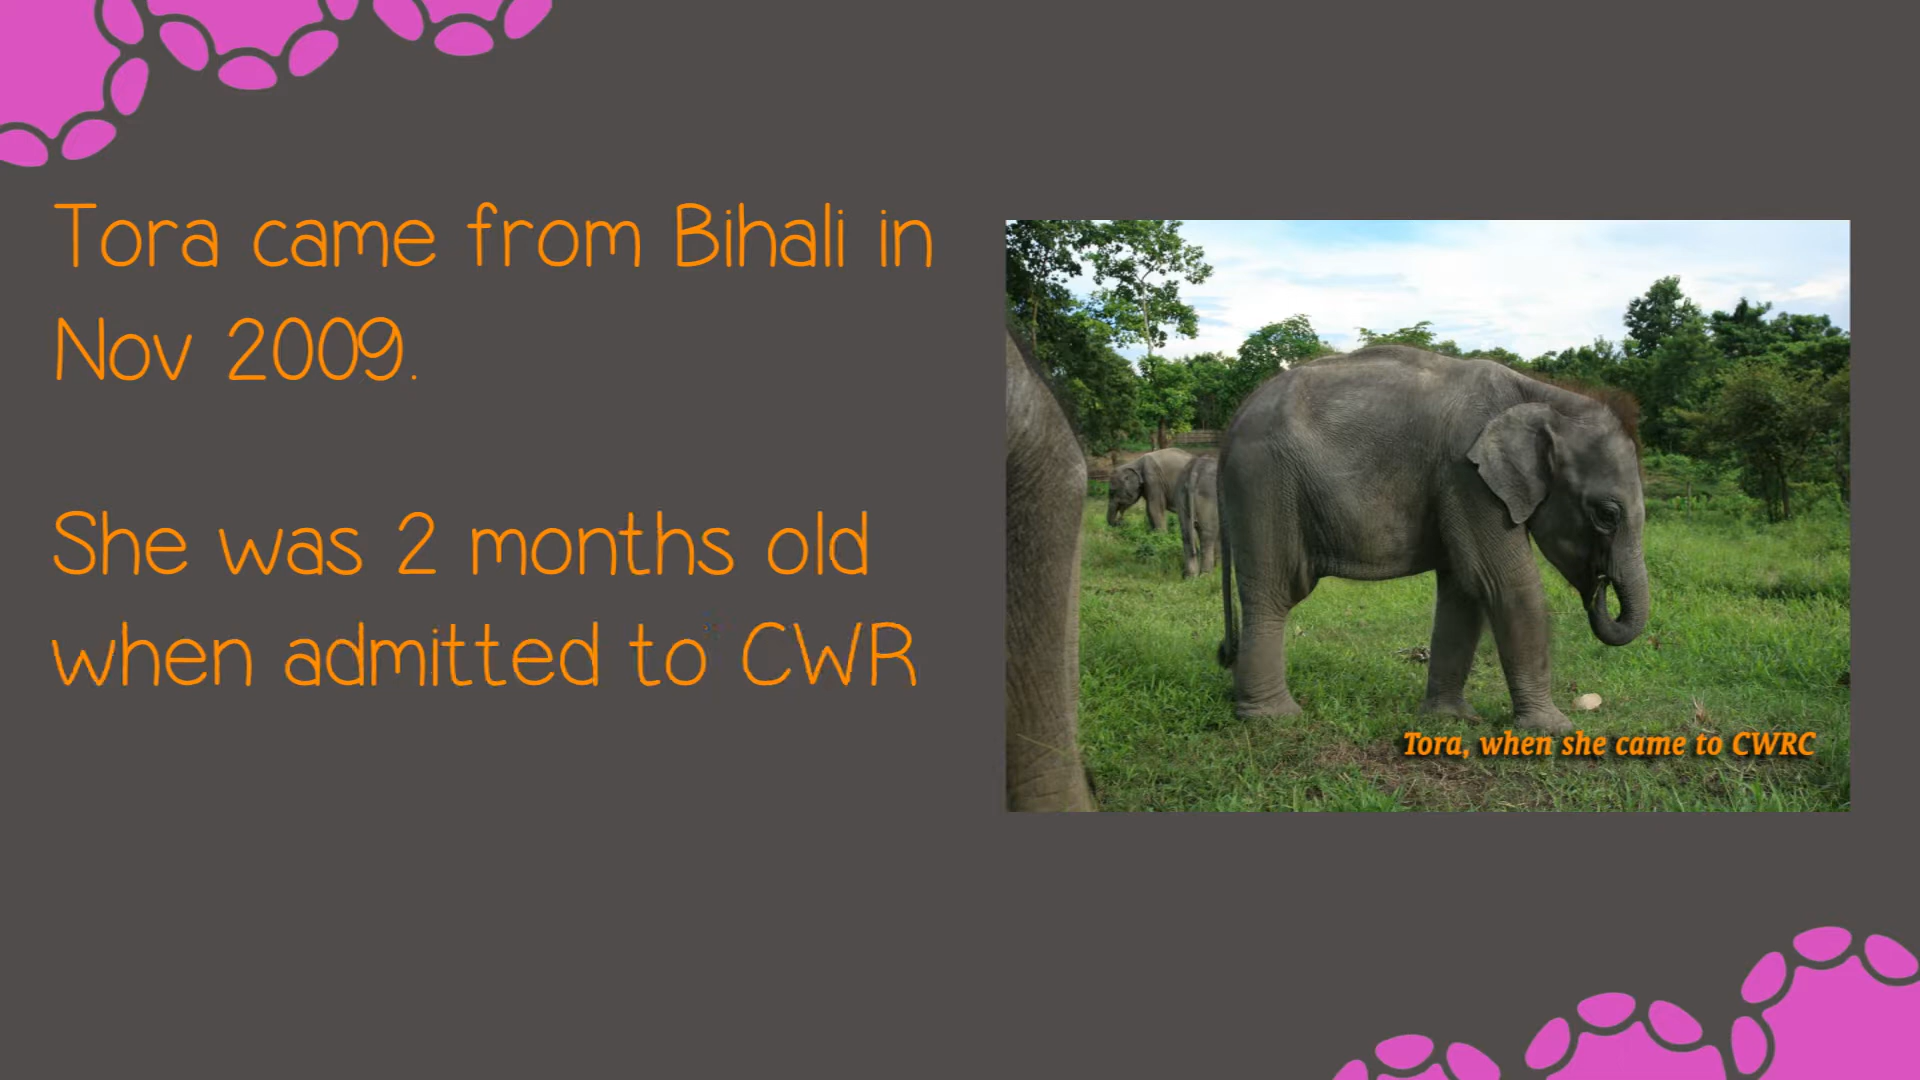 Tora came from Bihali in
Nov 2009.
She was 2 months old
when admitted to CWR
Tora, when she came to CWRC